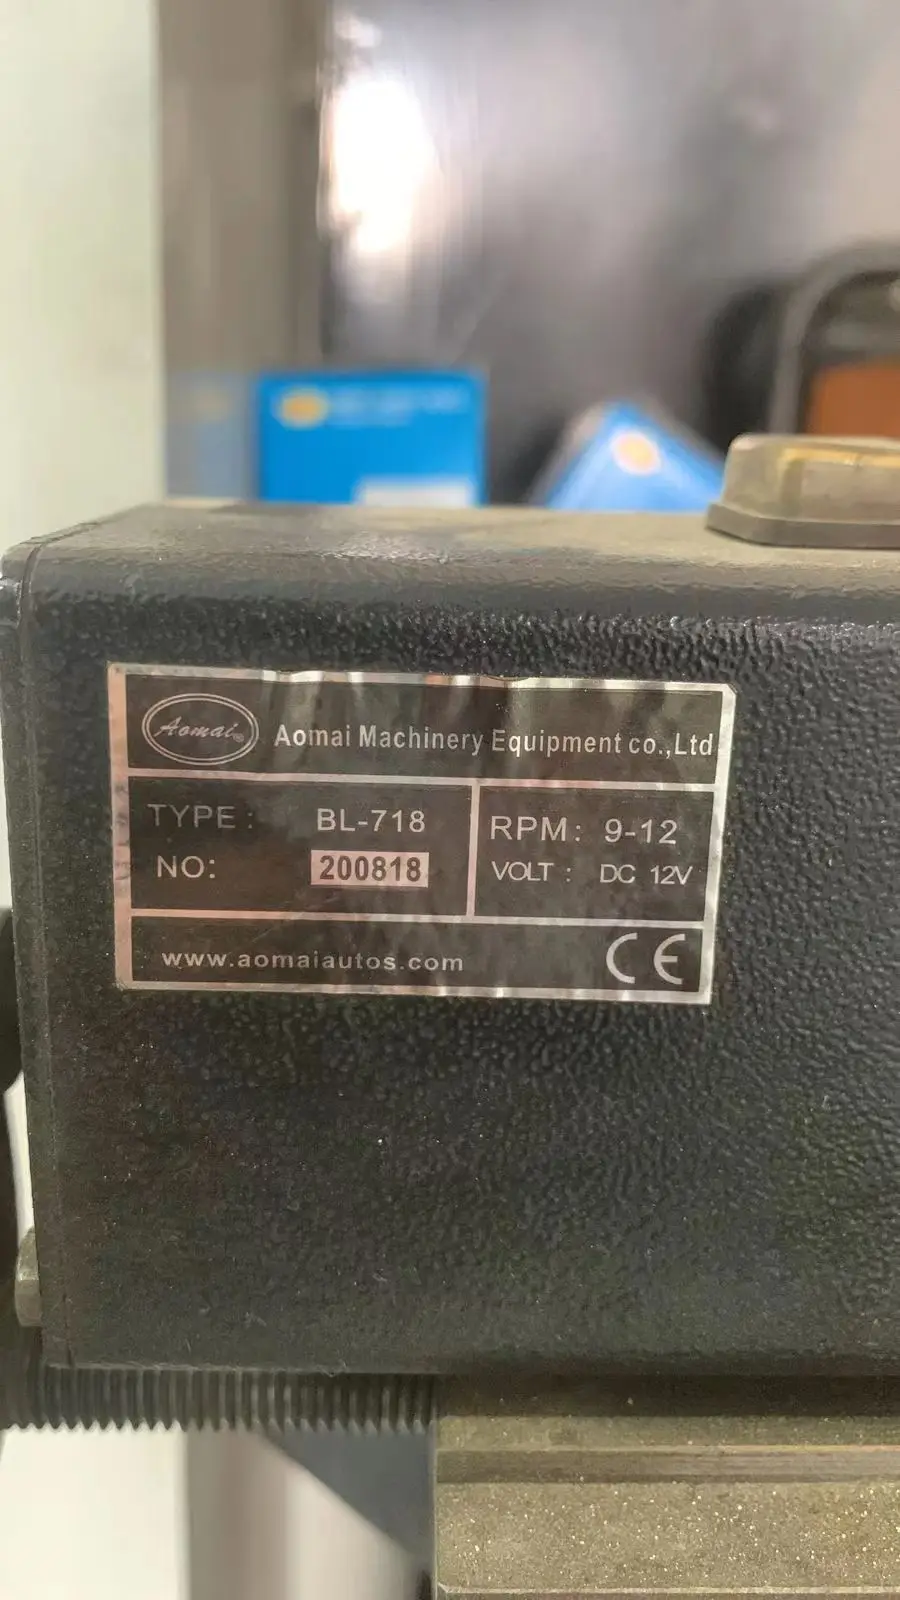 Aomai®
Aomai Machinery Equipment co.,Ltd
TYPE: BL-718
NO: 200818
RPM: 9-12
VOLT: DC 12V
www.aomaiautos.com
CE